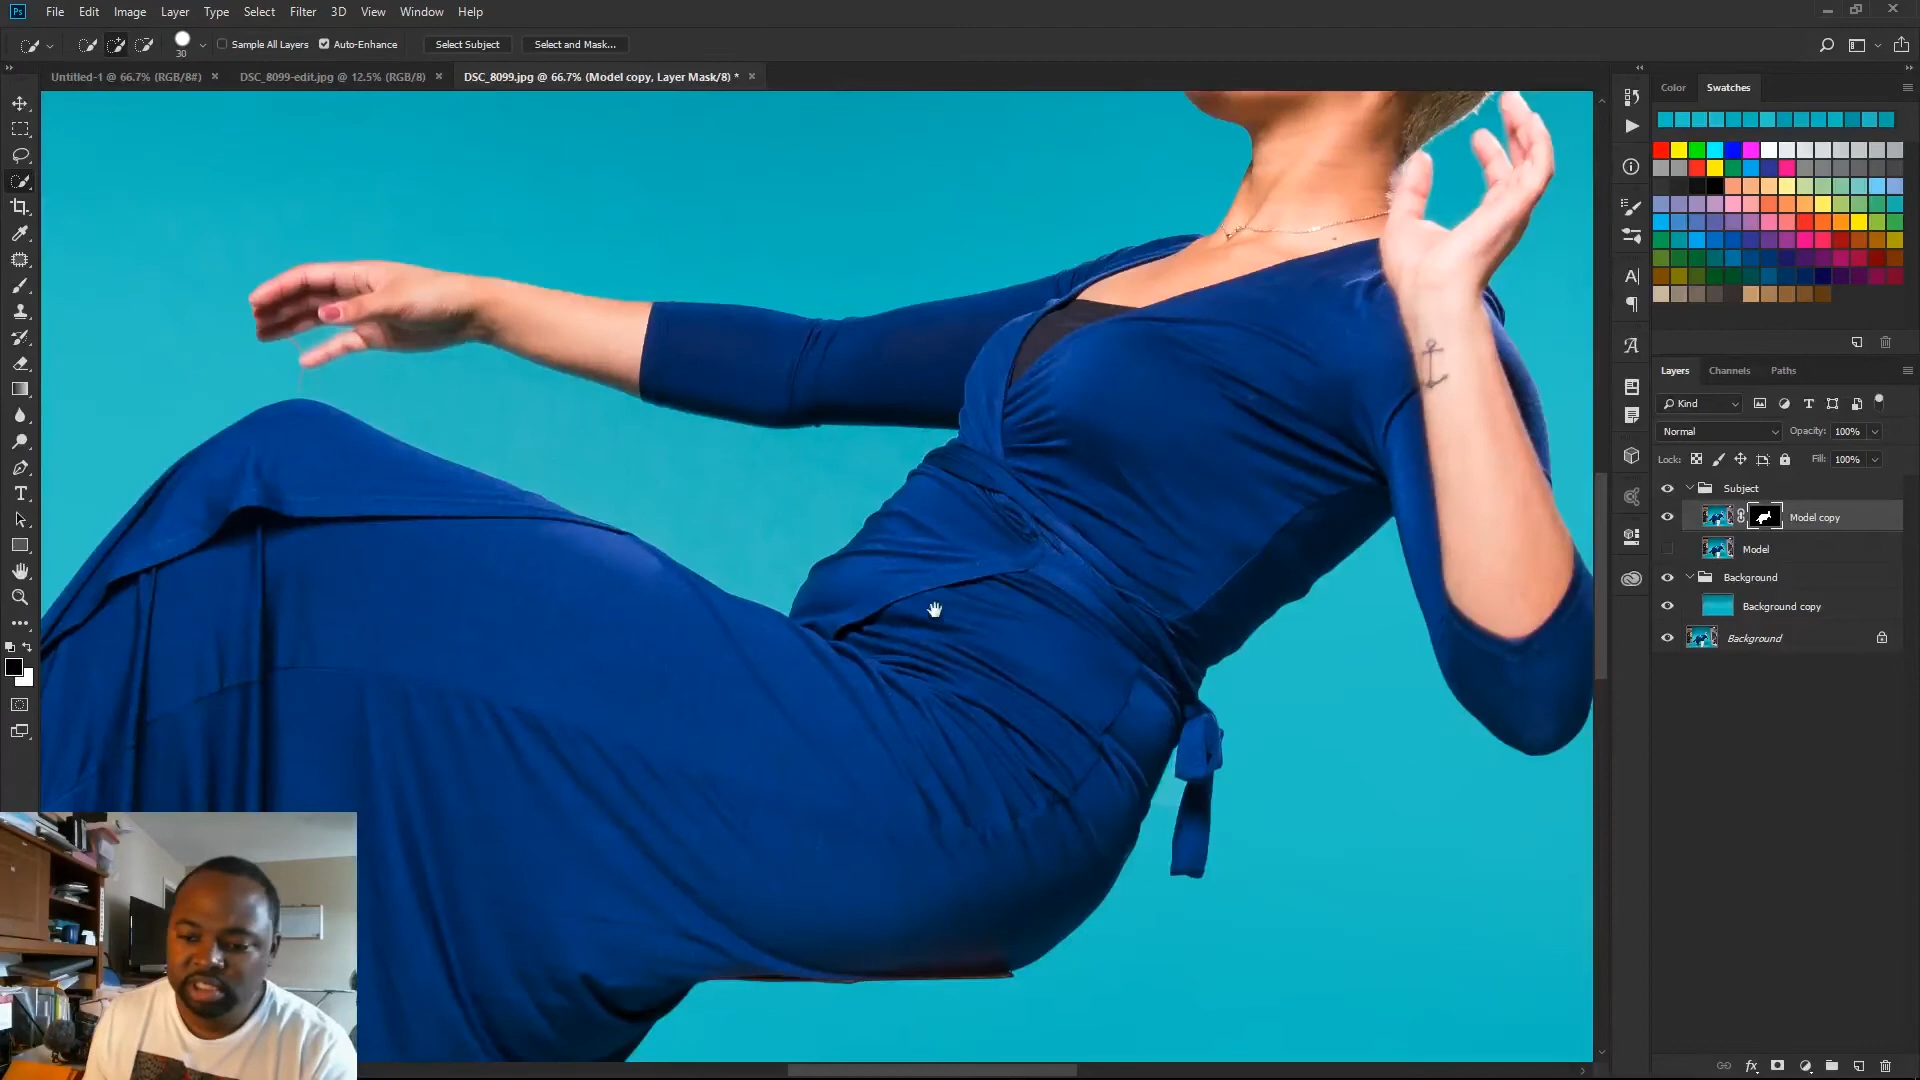 Ps File Edit Image Layer Type Select Filter 3D View Window Help
30 Sample All Layers Auto-Enhance Select Subject Select and Mask...
Untitled-1 @ 66.7% (RGB/8#) × DSC_8099-edit.jpg @ 12.5% (RGB/8) × DSC_8099.jpg @ 66.7% (Model copy, Layer Mask/8) * ×
Color Swatches
Layers Channels Paths
Kind
Normal Opacity: 100%
Lock: Fill: 100%
Subject
Model copy
Model
Background
Background copy
Background